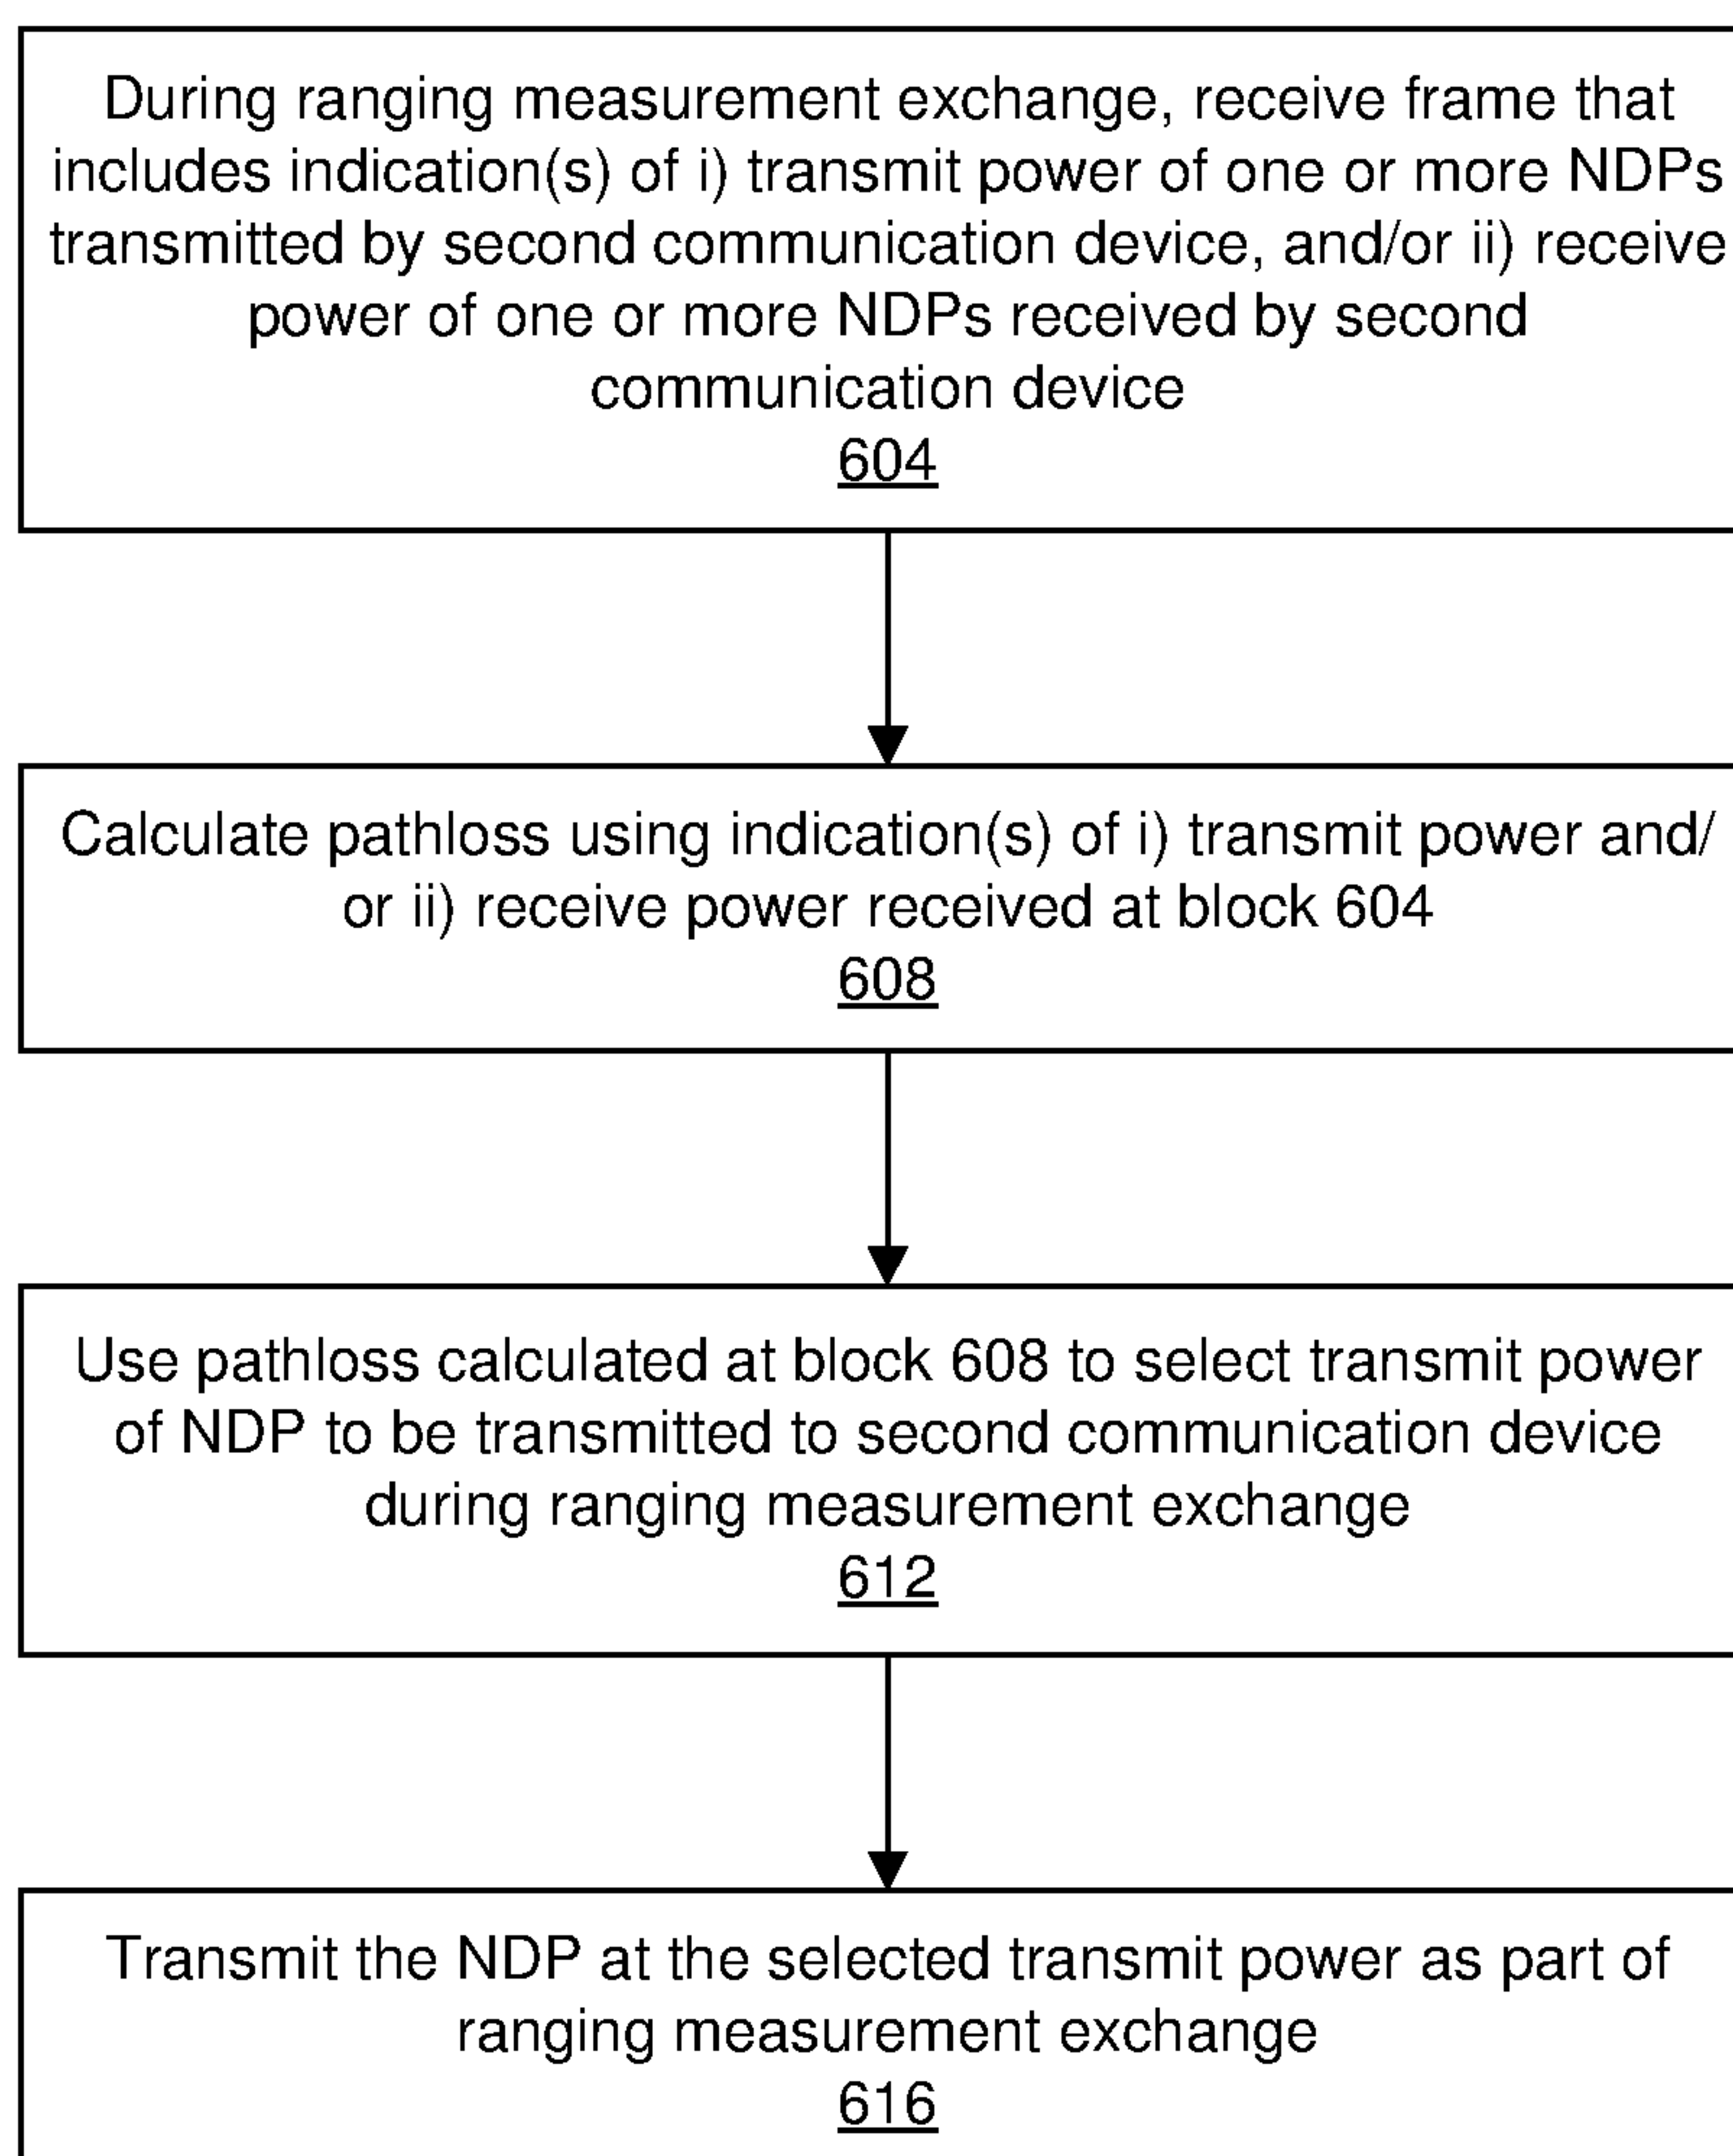 During ranging measurement exchange, receive frame that
includes indication(s) of i) transmit power of one or more NDPs
transmitted by second communication device, and/or ii) receive
power of one or more NDPs received by second
communication device
604
Calculate pathloss using indication(s) of i) transmit power and/
or ii) receive power received at block 604
608
Use pathloss calculated at block 608 to select transmit power
of NDP to be transmitted to second communication device
during ranging measurement exchange
612
Transmit the NDP at the selected transmit power as part of
ranging measurement exchange
616